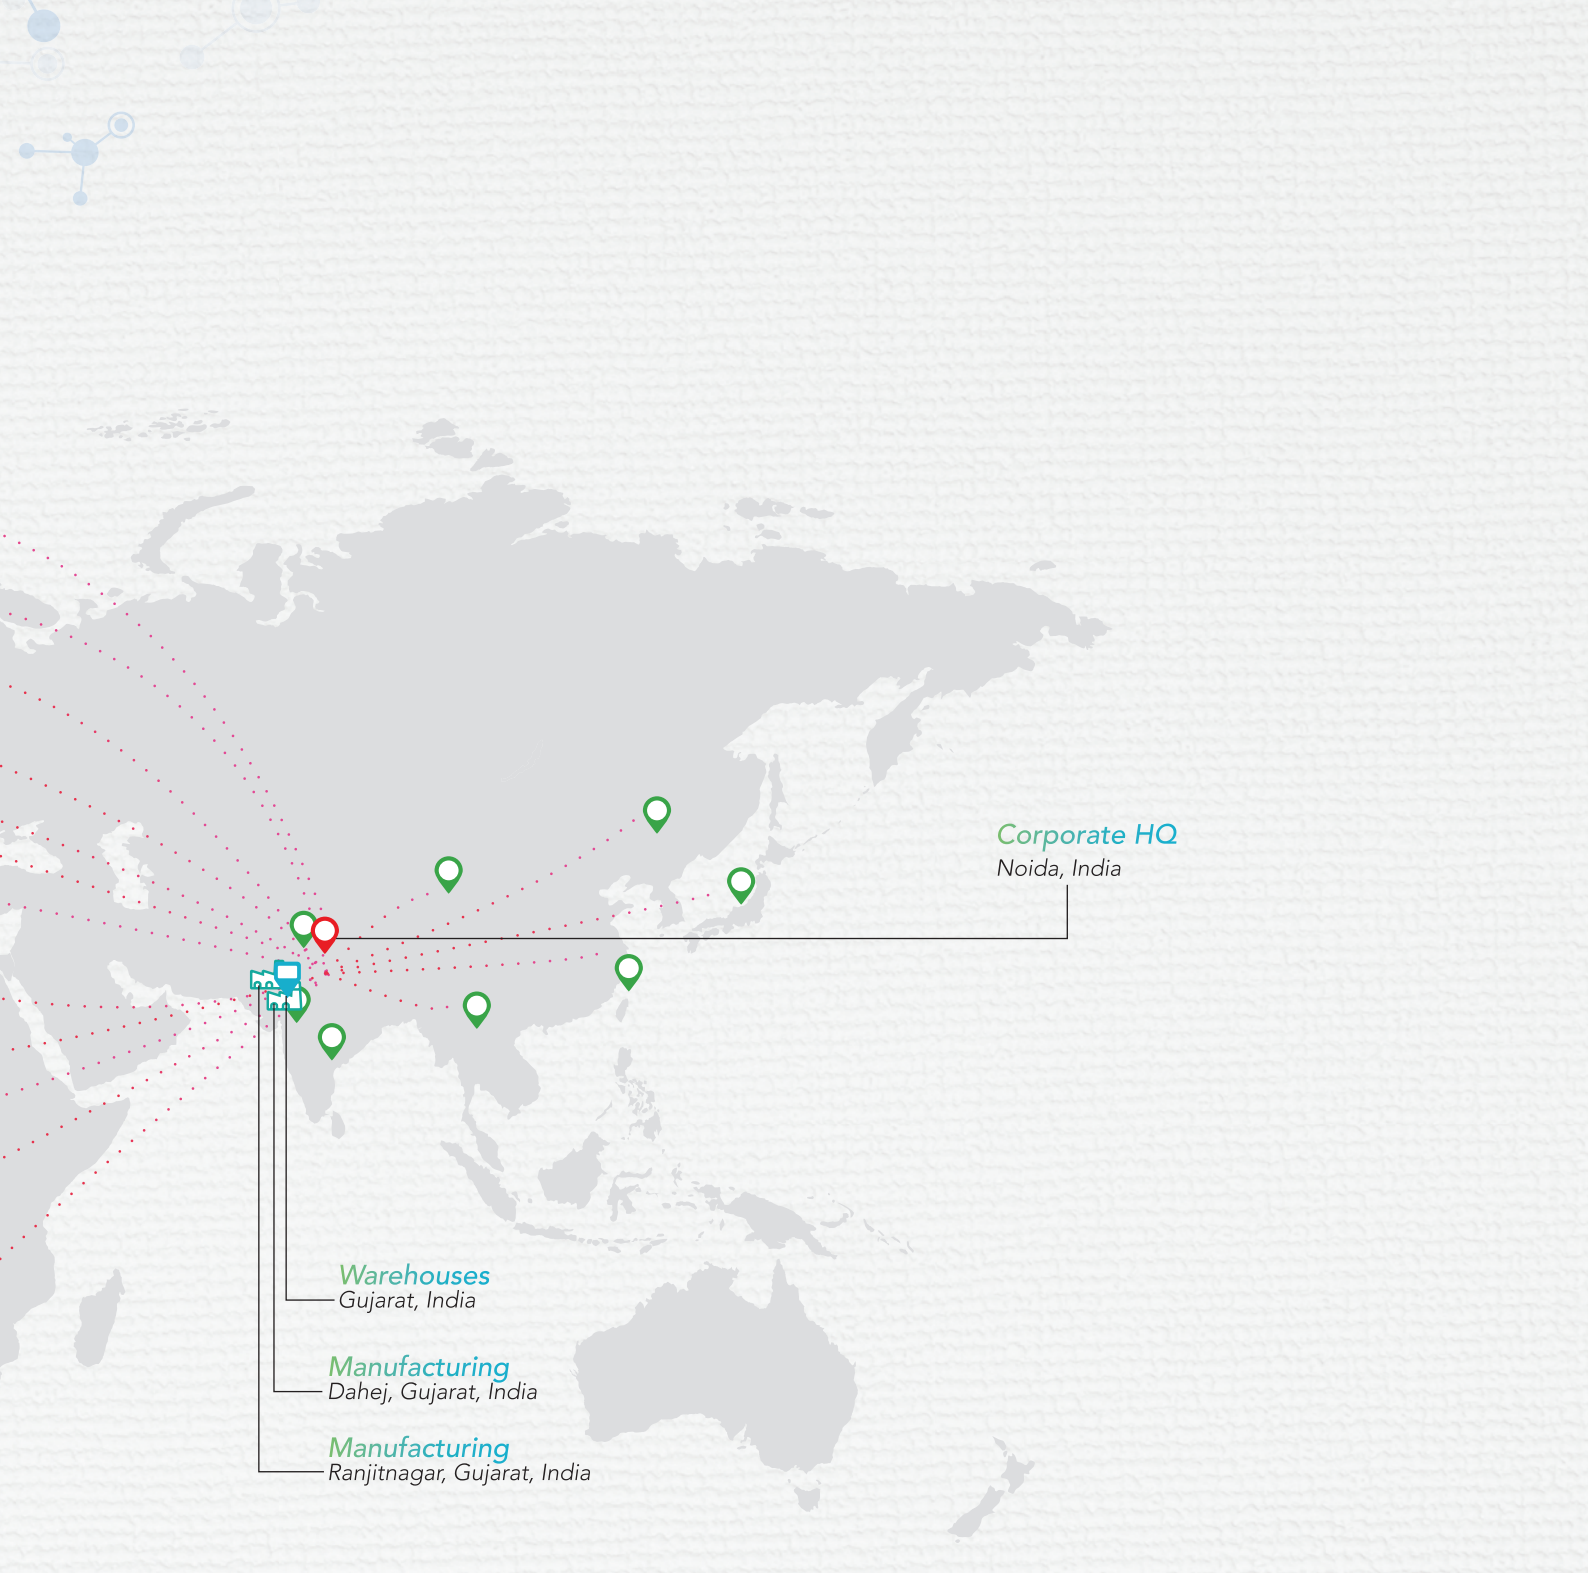 Corporate HQ
Noida, India
Warehouses
Gujarat, India
Manufacturing
Dahej, Gujarat, India
Manufacturing
Ranjitnagar, Gujarat, India